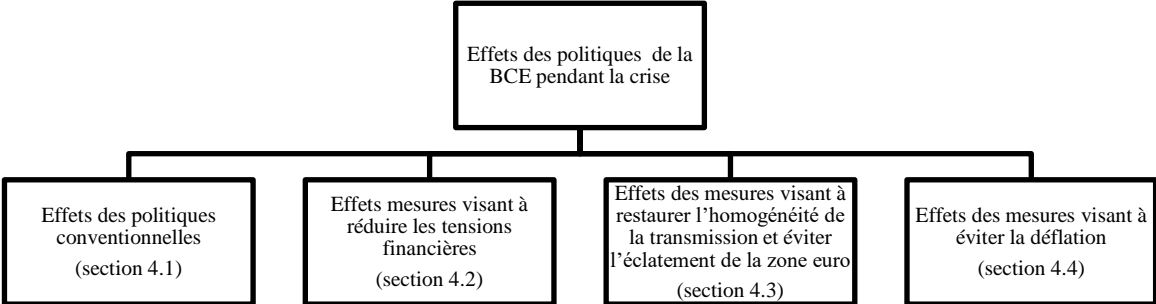 Effets des politiques de la
BCE pendant la crise
Effets des politiques
conventionnelles
(section 4.1)
Effets mesures visant à
réduire les tensions
financières
(section 4.2)
Effets des mesures visant à
restaurer l’homogénéité de
la transmission et éviter
l’éclatement de la zone euro
(section 4.3)
Effets des mesures visant à
éviter la déflation
(section 4.4)